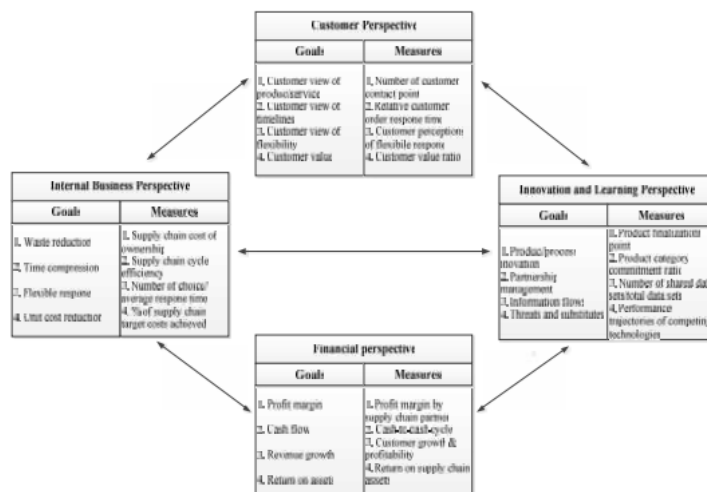 Customer Perspective
Goals
Measures
1. Customer view of
product/service
2. Customer view of
timelines
3. Customer view of
flexibility
4. Customer value
1. Number of customer
contact point
2. Relative customer
order respone time
3. Customer perceptions
of flexibile respone
4. Customer value ratio
Internal Business Perspective
Goals
Measures
1. Waste reduction
2. Time compression
3. Flexible respone
4. Unit cost reduction
1. Supply chain cost of
ownership
2. Supply chain cycle
efficiency
3. Number of choice/
average respone time
4. %of supply chain
target costs achieved
Innovation and Learning Perspective
Goals
Measures
1. Product/process
inovation
2. Partnership
management
3. Information flows
4. Threats and substitutes
1. Product finalization
point
2. Product category
commitment ratio
3. Number of shared data
sets/total data sets
4. Performance
trajectories of competing
technologies
Financial perspective
Goals
Measures
1. Profit margin
2. Cash flow
3. Revenue growth
4. Return on assets
1. Profit margin by
supply chain partner
2. Cash-to-cash-cycle
3. Customer growth &
profitability
4. Return on supply chain
assets